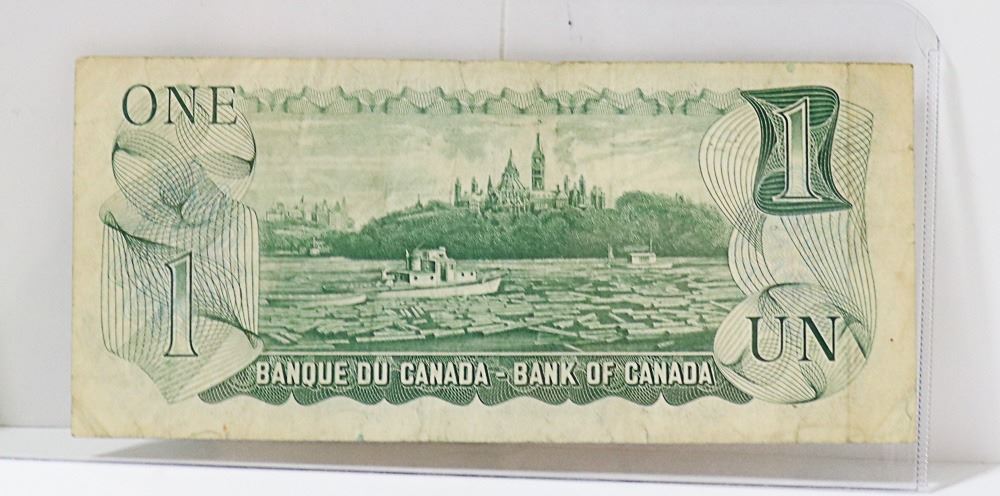 ONE
1
1
UN
BANQUE DU CANADA - BANK OF CANADA